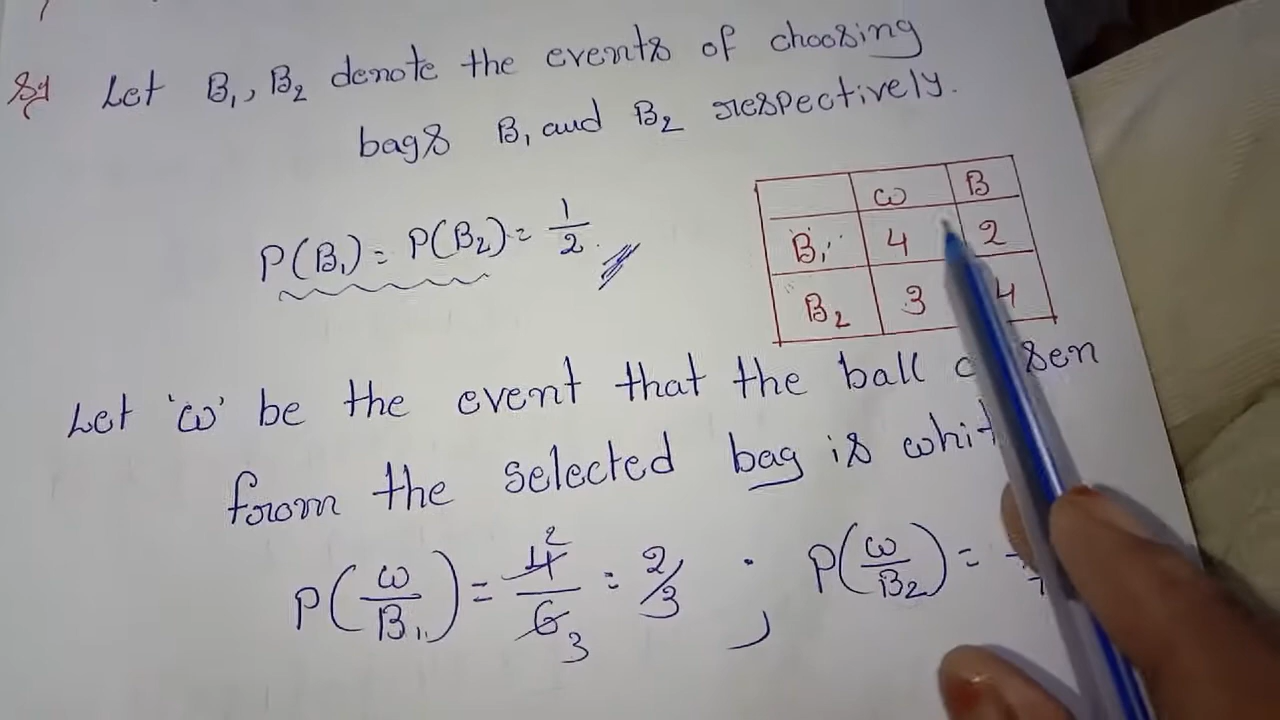 Sol Let B₁, B₂ denote the events of choosing
bags B₁ and B₂ respectively.
P(B₁) = P(B₂) = 1/2
W B
B₁ 4 2
B₂ 3 4
Let 'W' be the event that the ball
from the selected bag is
P(W/B₁) = 4/6 = 2/3 ; P(W/B₂) =